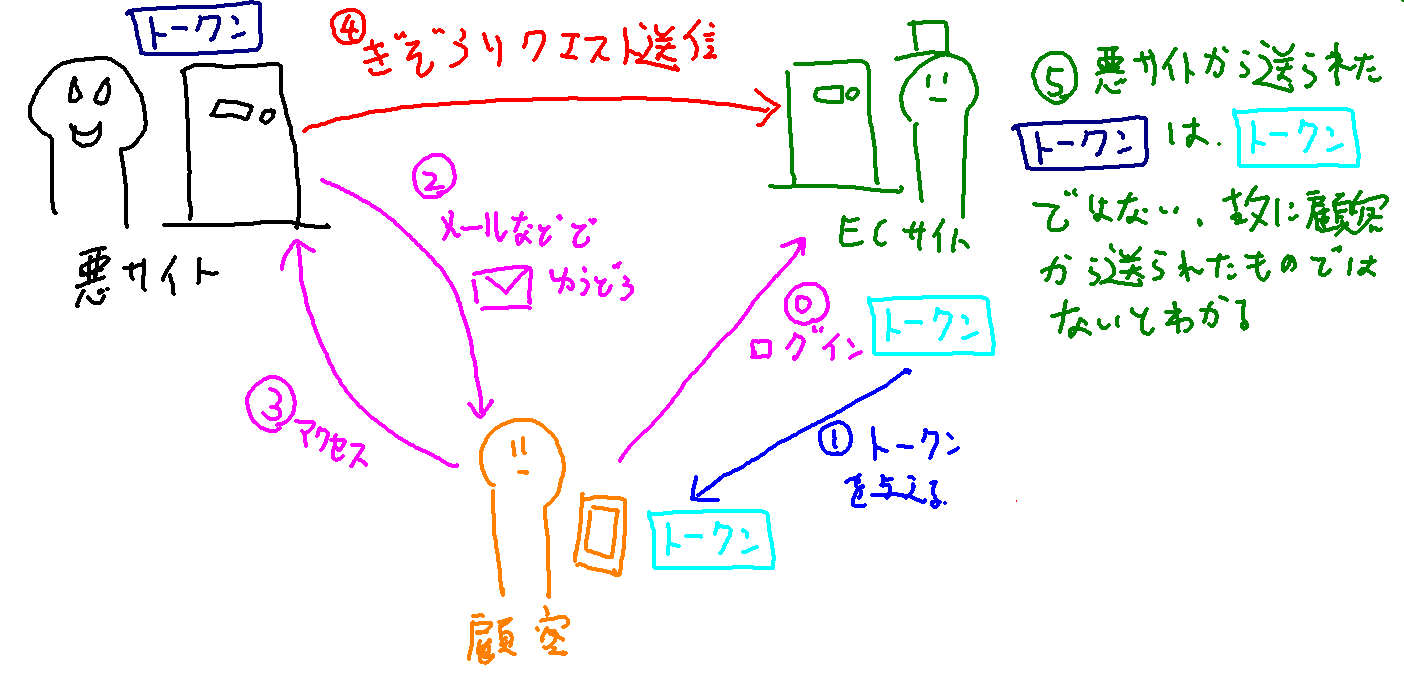 トークン
④
きぞうリクエスト送信
⑤ 悪サイトから送られた
トークン は、トークン
ではない、故に顧客
から送られたものでは
ないとわかる
②
メールなどで
ゆうどう
悪サイト
ECサイト
⓪
ログイン
トークン
③
アクセス
① トークン
を与える
トークン
顧客